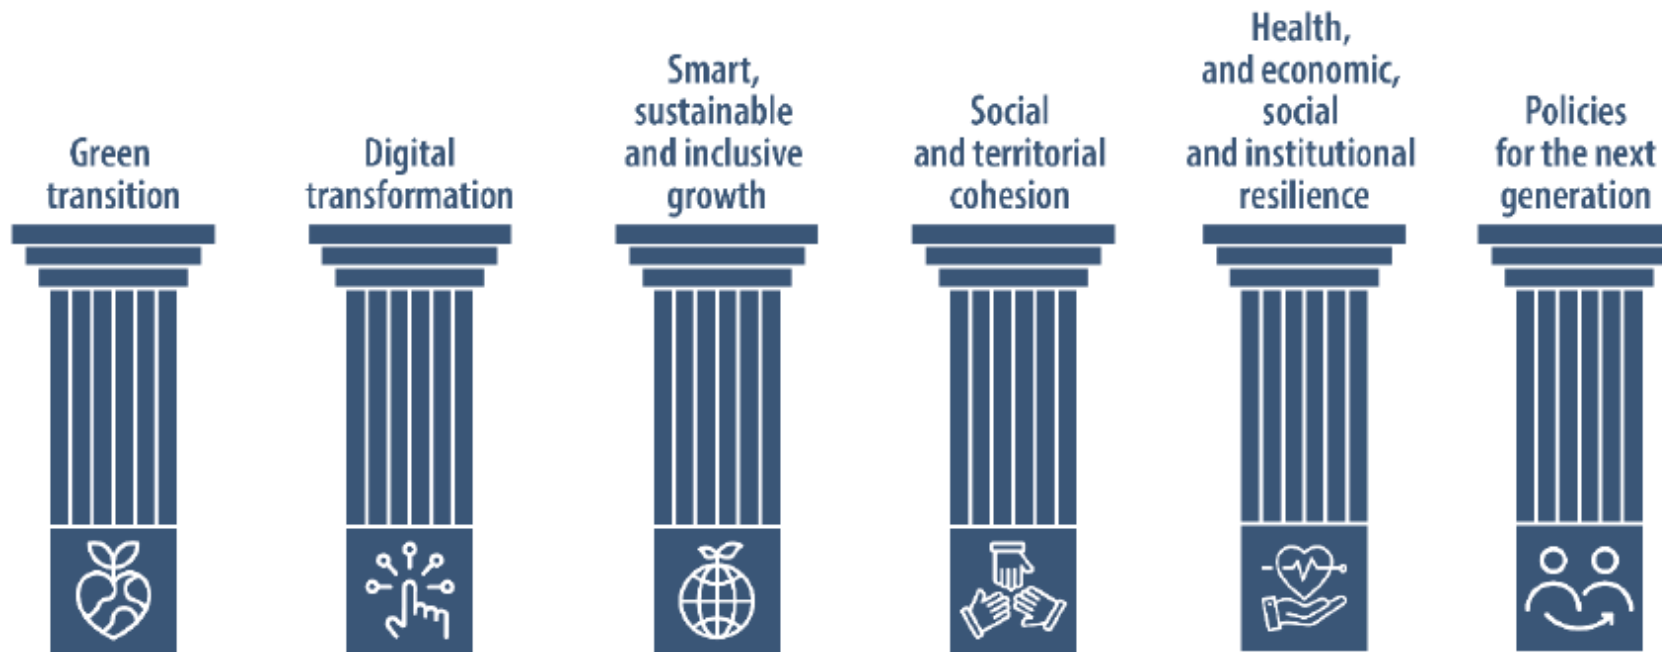 Green
transition
Digital
transformation
Smart,
sustainable
and inclusive
growth
Social
and territorial
cohesion
Health,
and economic,
social
and institutional
resilience
Policies
for the next
generation